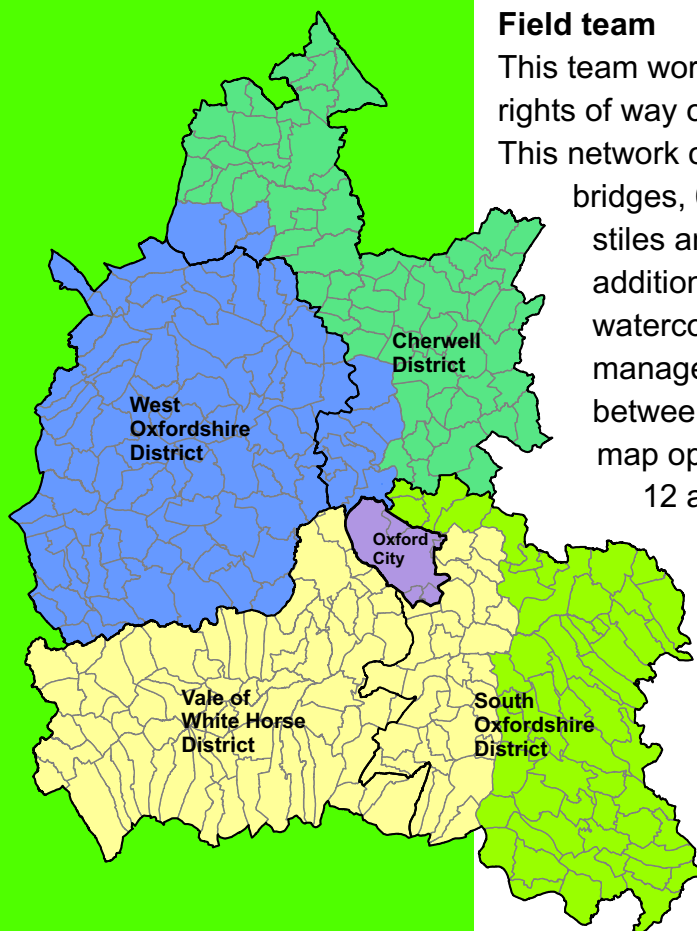 Field team
This team wor
rights of way o
This network o
bridges,
stiles ar
addition
waterco
manage
betwee
map op
12 a
Cherwell
District
West
Oxfordshire
District
Oxford
City
Vale of
White Horse
District
South
Oxfordshire
District